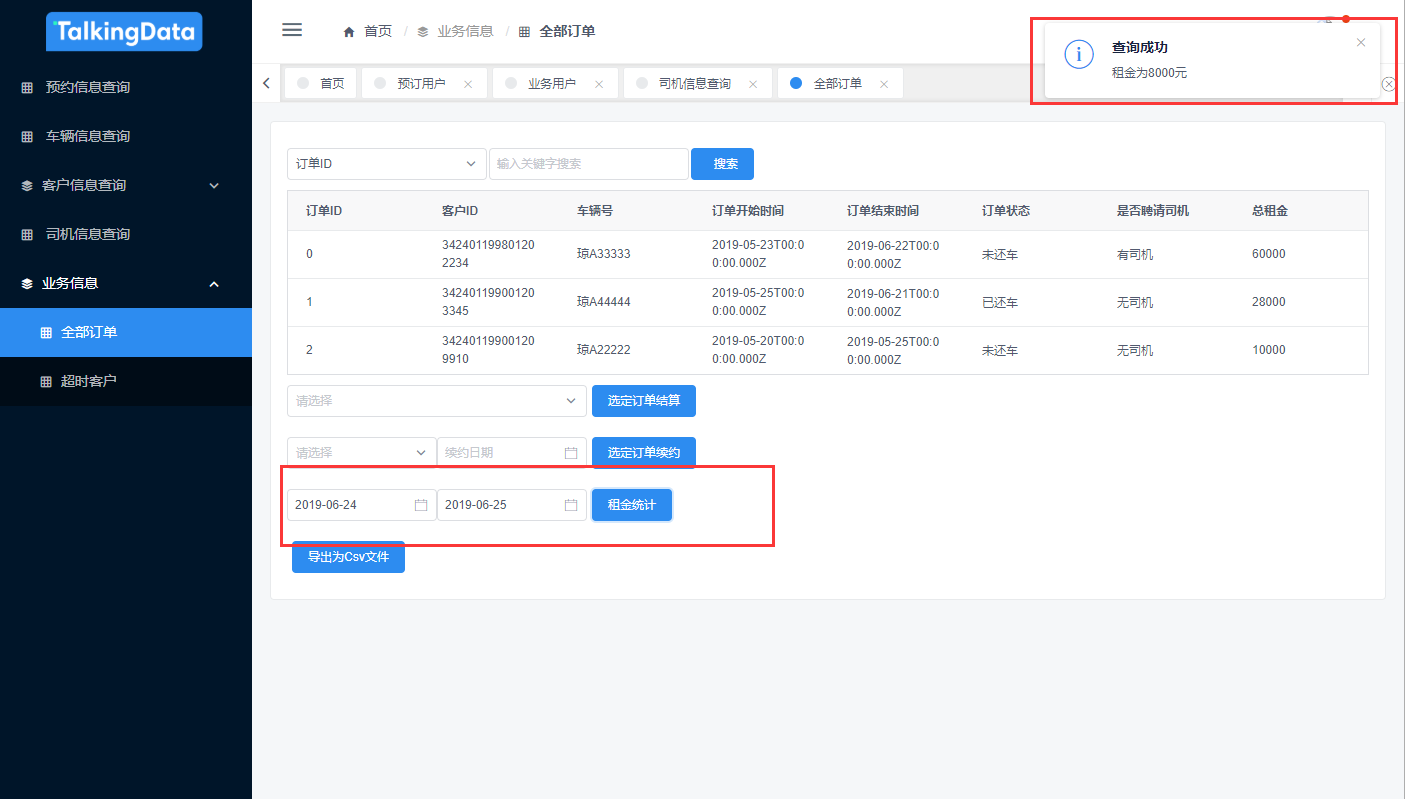 TalkingData
预约信息查询
车辆信息查询
客户信息查询
司机信息查询
业务信息
全部订单
超时客户
首页 / 业务信息 / 全部订单
查询成功
租金为8000元
首页 预订用户 业务用户 司机信息查询 全部订单
订单ID 输入关键字搜索 搜索
订单ID 客户ID 车辆号 订单开始时间 订单结束时间 订单状态 是否聘请司机 总租金
0 34240119980120 琼A33333 2019-05-23T00:0 2019-06-22T00:0 未还车 有司机 60000
2234 0:00.000Z 0:00.000Z
1 34240119900120 琼A44444 2019-05-25T00:0 2019-06-21T00:0 已还车 无司机 28000
3345 0:00.000Z 0:00.000Z
2 34240119900120 琼A22222 2019-05-20T00:0 2019-05-25T00:0 未还车 无司机 10000
9910 0:00.000Z 0:00.000Z
请选择 选定订单结算
请选择 续约日期 选定订单续约
2019-06-24 2019-06-25 租金统计
导出为Csv文件